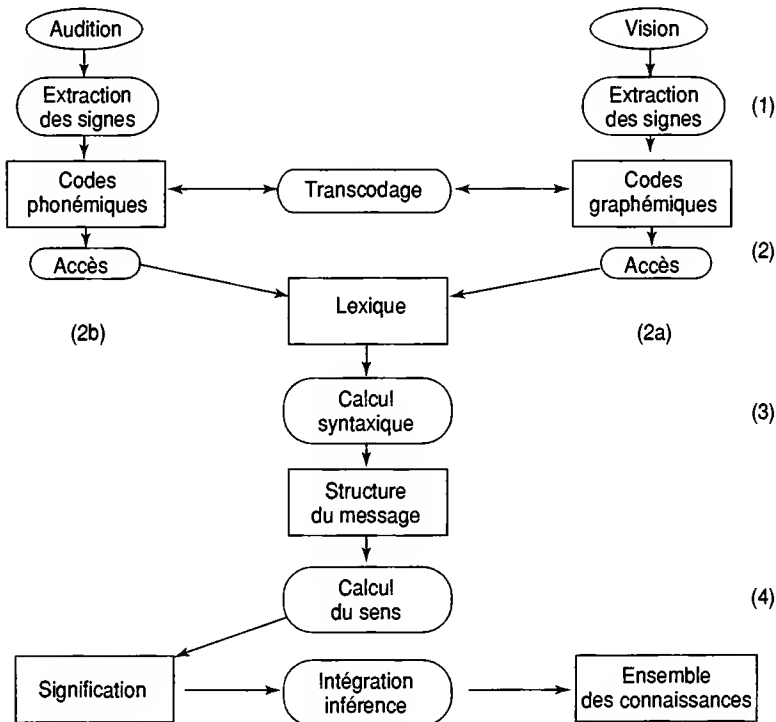 Audition
Vision
Extraction
des signes
Extraction
des signes
(1)
Codes
phonémiques
Transcodage
Codes
graphémiques
(2)
Accès
Accès
Lexique
(2b)
(2a)
Calcul
syntaxique
(3)
Structure
du message
Calcul
du sens
(4)
Signification
Intégration
inférence
Ensemble
des connaissances